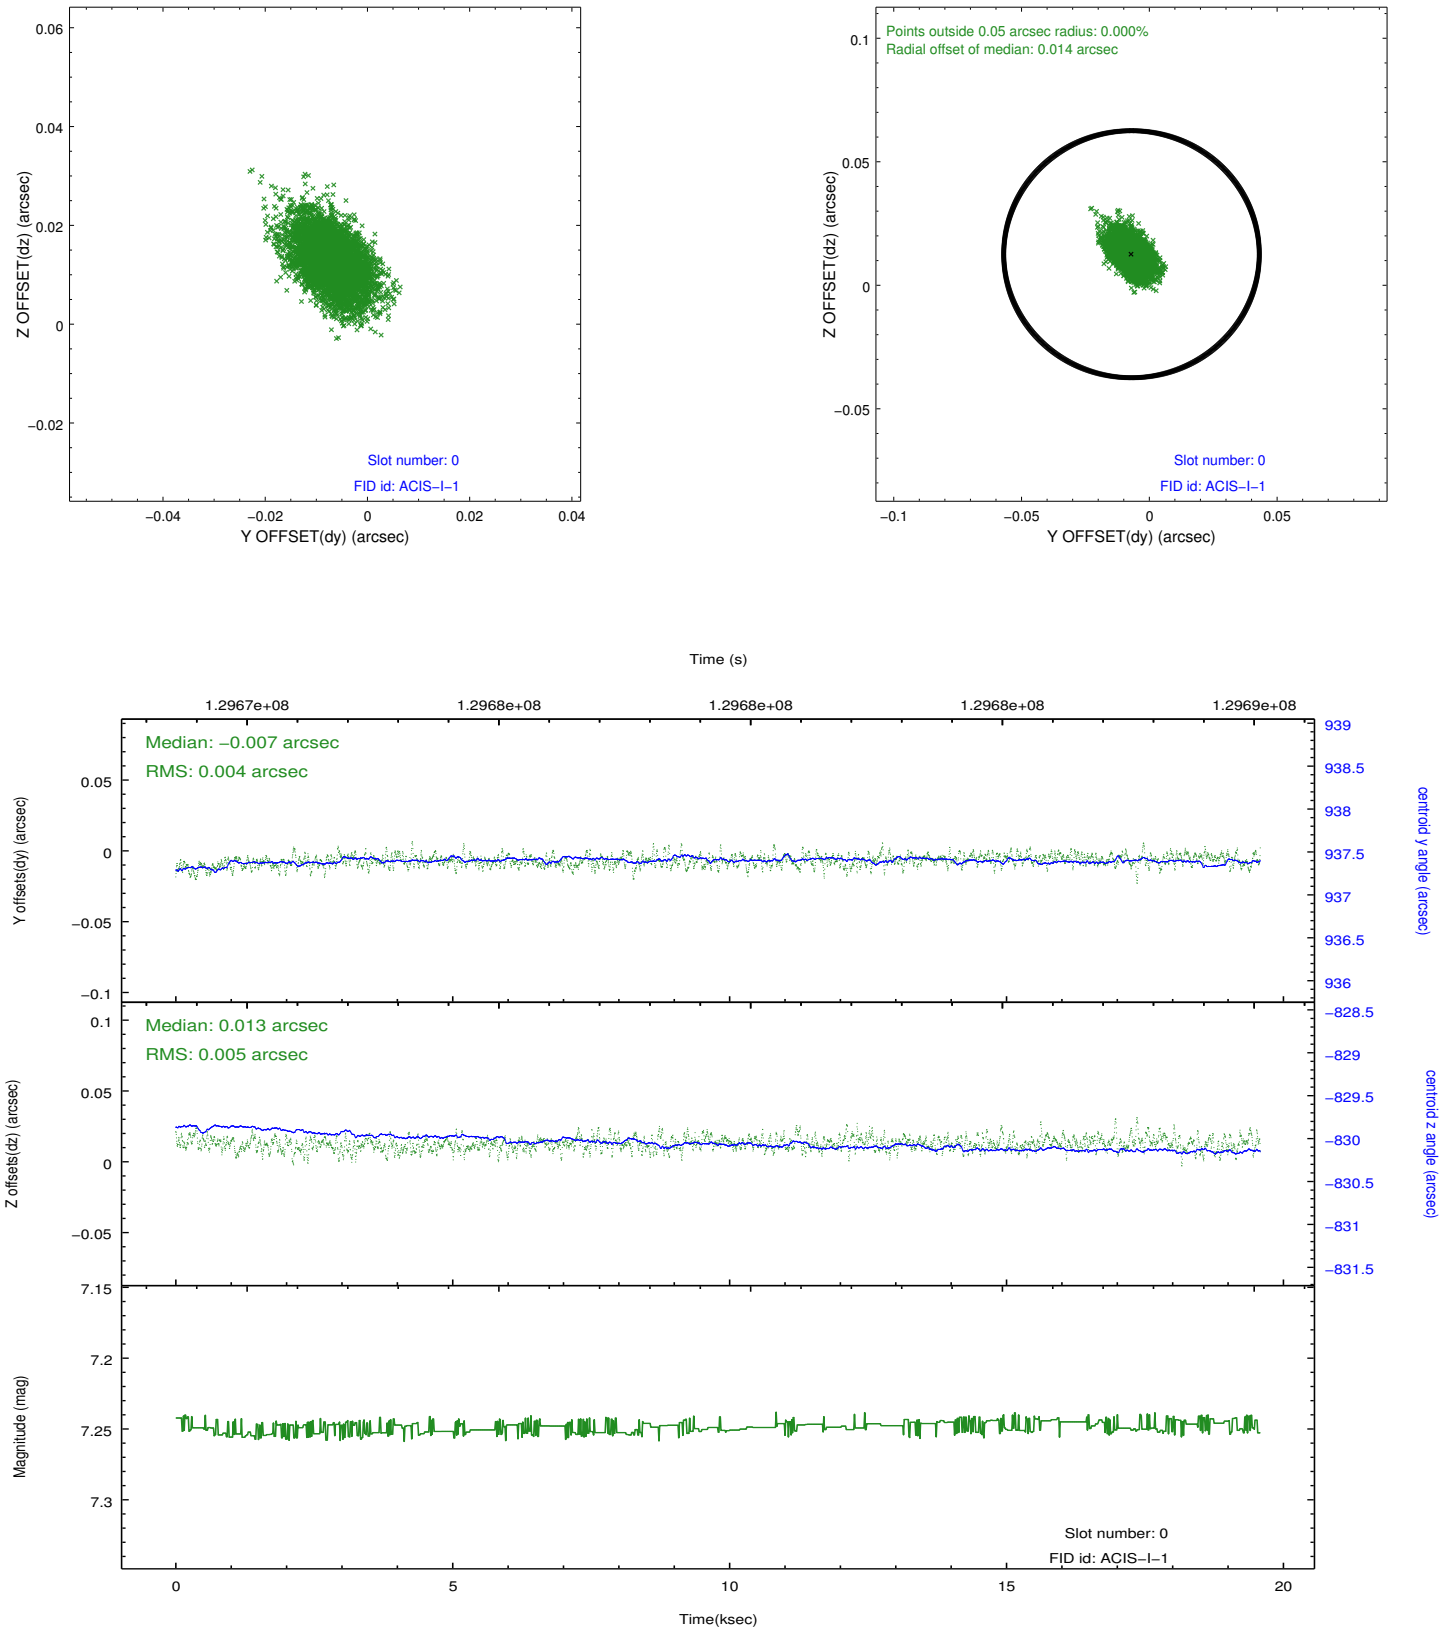 0.06
0.04
0.02
0
−0.02
Z OFFSET(dz) (arcsec)
Slot number: 0
FID id: ACIS−I−1
−0.04
−0.02
0
0.02
0.04
Y OFFSET(dy) (arcsec)
Points outside 0.05 arcsec radius: 0.000%
Radial offset of median: 0.014 arcsec
0.1
0.05
0
−0.05
Z OFFSET(dz) (arcsec)
Slot number: 0
FID id: ACIS−I−1
−0.1
−0.05
0
0.05
Y OFFSET(dy) (arcsec)
Time (s)
1.2967e+08
1.2968e+08
1.2968e+08
1.2968e+08
1.2969e+08
Median: −0.007 arcsec
RMS: 0.004 arcsec
0.05
0
−0.05
−0.1
Y offsets(dy) (arcsec)
939
938.5
938
937.5
937
936.5
936
centroid y angle (arcsec)
Median: 0.013 arcsec
RMS: 0.005 arcsec
0.1
0.05
0
−0.05
Z offsets(dz) (arcsec)
−828.5
−829
−829.5
−830
−830.5
−831
−831.5
centroid z angle (arcsec)
7.15
7.2
7.25
7.3
Magnitude (mag)
Slot number: 0
FID id: ACIS−I−1
0
5
10
15
20
Time(ksec)